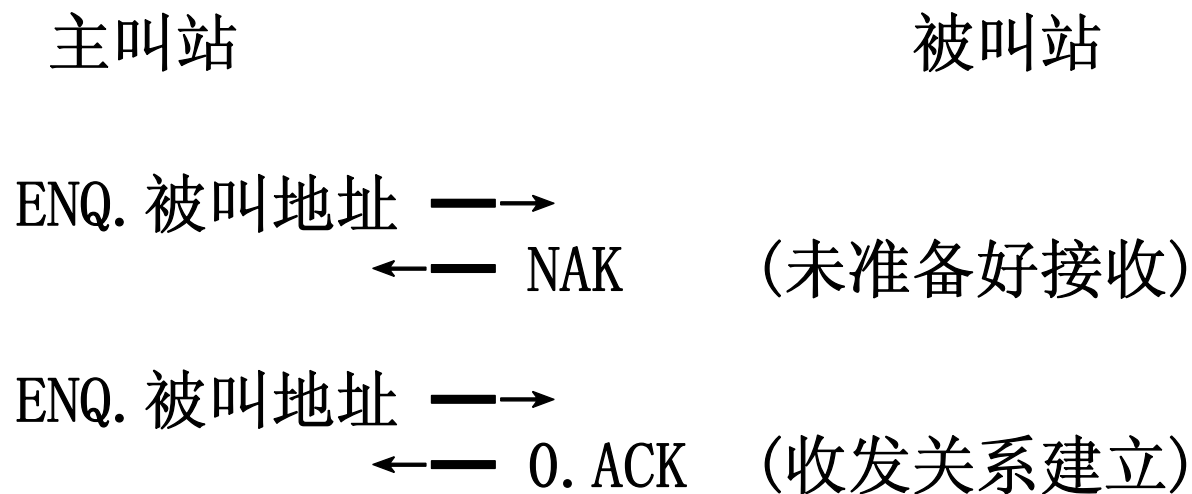 主叫站 被叫站
ENQ.被叫地址 ——→
←—— NAK (未准备好接收)
ENQ.被叫地址 ——→
←—— 0.ACK (收发关系建立)